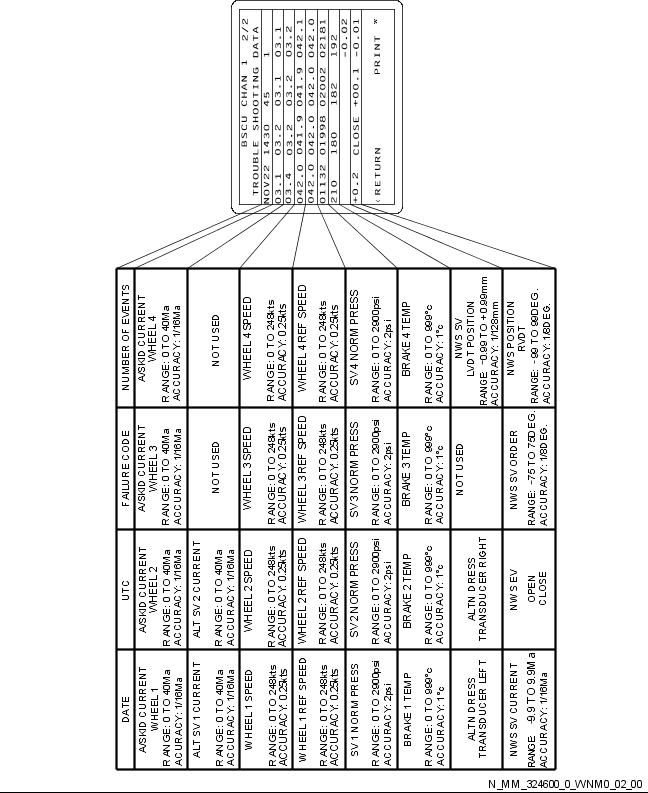 DATE
UTC
FAILURE CODE
NUMBER OF EVENTS
A/SKID CURRENT
WHEEL 1
RANGE: 0 TO 40Ma
ACCURACY: 1/16Ma
A/SKID CURRENT
WHEEL 2
RANGE: 0 TO 40Ma
ACCURACY: 1/16Ma
A/SKID CURRENT
WHEEL 3
RANGE: 0 TO 40Ma
ACCURACY: 1/16Ma
A/SKID CURRENT
WHEEL 4
RANGE: 0 TO 40Ma
ACCURACY: 1/16Ma
ALT SV 1 CURRENT
RANGE: 0 TO 40Ma
ACCURACY: 1/16Ma
ALT SV 2 CURRENT
RANGE: 0 TO 40Ma
ACCURACY: 1/16Ma
NOT USED
NOT USED
WHEEL 1 SPEED
RANGE: 0 TO 248kts
ACCURACY: 0.25kts
WHEEL 2 SPEED
RANGE: 0 TO 248kts
ACCURACY: 0.25kts
WHEEL 3 SPEED
RANGE: 0 TO 248kts
ACCURACY: 0.25kts
WHEEL 4 SPEED
RANGE: 0 TO 248kts
ACCURACY: 0.25kts
WHEEL 1 REF SPEED
RANGE: 0 TO 248kts
ACCURACY: 0.25kts
WHEEL 2 REF SPEED
RANGE: 0 TO 248kts
ACCURACY: 0.25kts
WHEEL 3 REF SPEED
RANGE: 0 TO 248kts
ACCURACY: 0.25kts
WHEEL 4 REF SPEED
RANGE: 0 TO 248kts
ACCURACY: 0.25kts
SV 1 NORM PRESS
RANGE: 0 TO 2900psi
ACCURACY: 2psi
SV 2 NORM PRESS
RANGE: 0 TO 2900psi
ACCURACY: 2psi
SV 3 NORM PRESS
RANGE: 0 TO 2900psi
ACCURACY: 2psi
SV 4 NORM PRESS
RANGE: 0 TO 2900psi
ACCURACY: 2psi
BRAKE 1 TEMP
RANGE: 0 TO 999°c
ACCURACY: 1°c
BRAKE 2 TEMP
RANGE: 0 TO 999°c
ACCURACY: 1°c
BRAKE 3 TEMP
RANGE: 0 TO 999°c
ACCURACY: 1°c
BRAKE 4 TEMP
RANGE: 0 TO 999°c
ACCURACY: 1°c
ALTN DRESS
TRANSDUCER LEFT
ALTN DRESS
TRANSDUCER RIGHT
NOT USED
NWS SV
LVDT POSITION
RANGE: -0.99 TO +0.99mm
ACCURACY: 1/128mm
NWS SV CURRENT
RANGE -9.9 TO 9.9Ma
ACCURACY: 1/16Ma
NWS EV
OPEN
CLOSE
NWS SV ORDER
RANGE: -75 TO 75DEG.
ACCURACY: 1/8DEG.
NWS POSITION
RVDT
RANGE: -99 TO 99DEG.
ACCURACY: 1/8DEG.
BSCU CHAN 1 2/2
TROUBLE SHOOTING DATA
NOV22 1430 45 1
03.1 03.2 03.1 03.1
03.4 03.2 03.2 03.2
042.0 041.9 041.9 042.1
042.0 042.0 042.0 042.0
01132 01998 02002 02181
210 180 182 192
-0.02
+0.2 CLOSE +00.1 -0.01
<RETURN PRINT *
N_MM_324600_0_WNM0_02_00